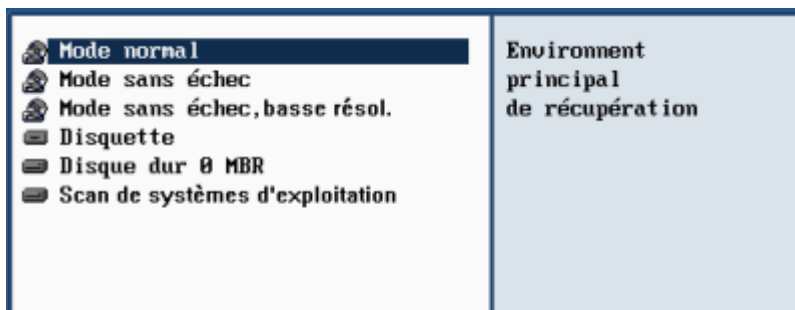 Mode normal
Mode sans échec
Mode sans échec,basse résol.
Disquette
Disque dur 0 MBR
Scan de systèmes d'exploitation
Environnent
principal
de récupération